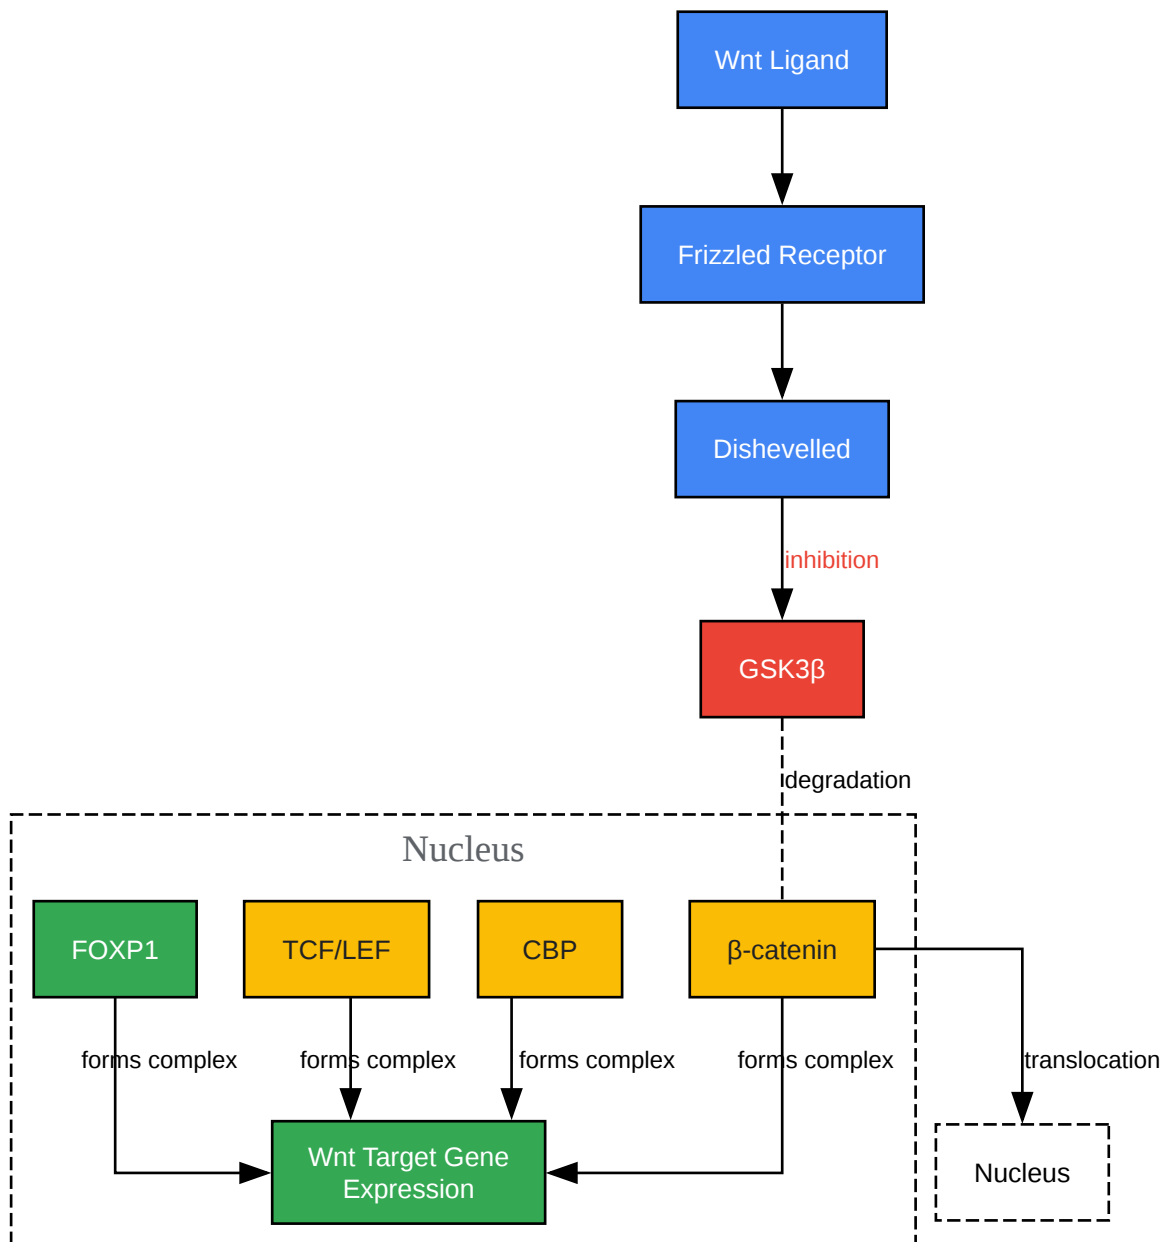 Wnt Ligand
Frizzled Receptor
Dishevelled
inhibition
GSK3β
degradation
Nucleus
FOXP1
TCF/LEF
CBP
β-catenin
forms complex
forms complex
forms complex
forms complex
translocation
Wnt Target Gene
Expression
Nucleus